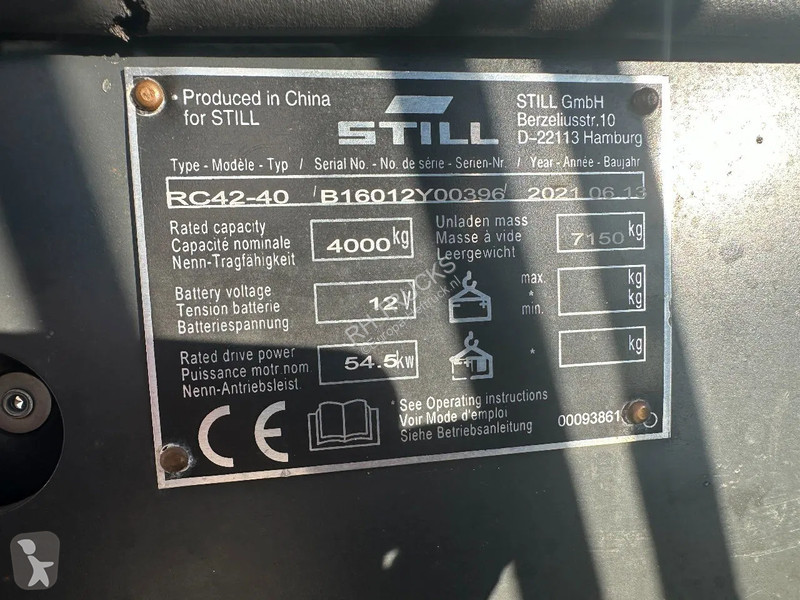 • Produced in China
for STILL
STILL
STILL GmbH
Berzeliusstr.10
D-22113 Hamburg
Type - Modèle - Typ / Serial No. - No. de série - Serien-Nr. / Year - Année - Baujahr
RC42-40 / B16012Y00396 / 2021.06.13
Rated capacity
Capacité nominale
Nenn-Tragfähigkeit
4000 kg
Unladen mass
Masse à vide
Leergewicht
7150 kg
Battery voltage
Tension batterie
Batteriespannung
12 V
max.
*
min.
kg
kg
Rated drive power
Puissance motr nom
Nenn-Antriebsleist.
54.5 kw
*
kg
CE
* See Operating instructions
Voir Mode d'emploi
Siehe Betriebsanleitung
00093861
RH TRUCKS